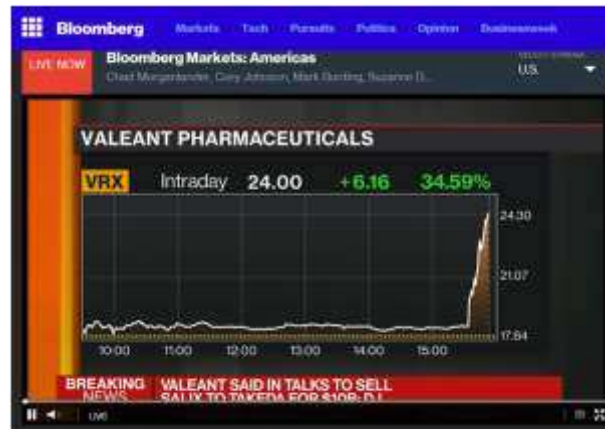 Bloomberg Markets Tech Pursuits Politics Opinion Businessweek
LIVE NOW
Bloomberg Markets: Americas
U.S.
VALEANT PHARMACEUTICALS
VRX Intraday 24.00 +6.16 34.59%
24.30
21.07
17.84
10:00 11:00 12:00 13:00 14:00 15:00
BREAKING NEWS
VALEANT SAID IN TALKS TO SELL
SALIX TO TAKEDA FOR $10B: DJ
LIVE